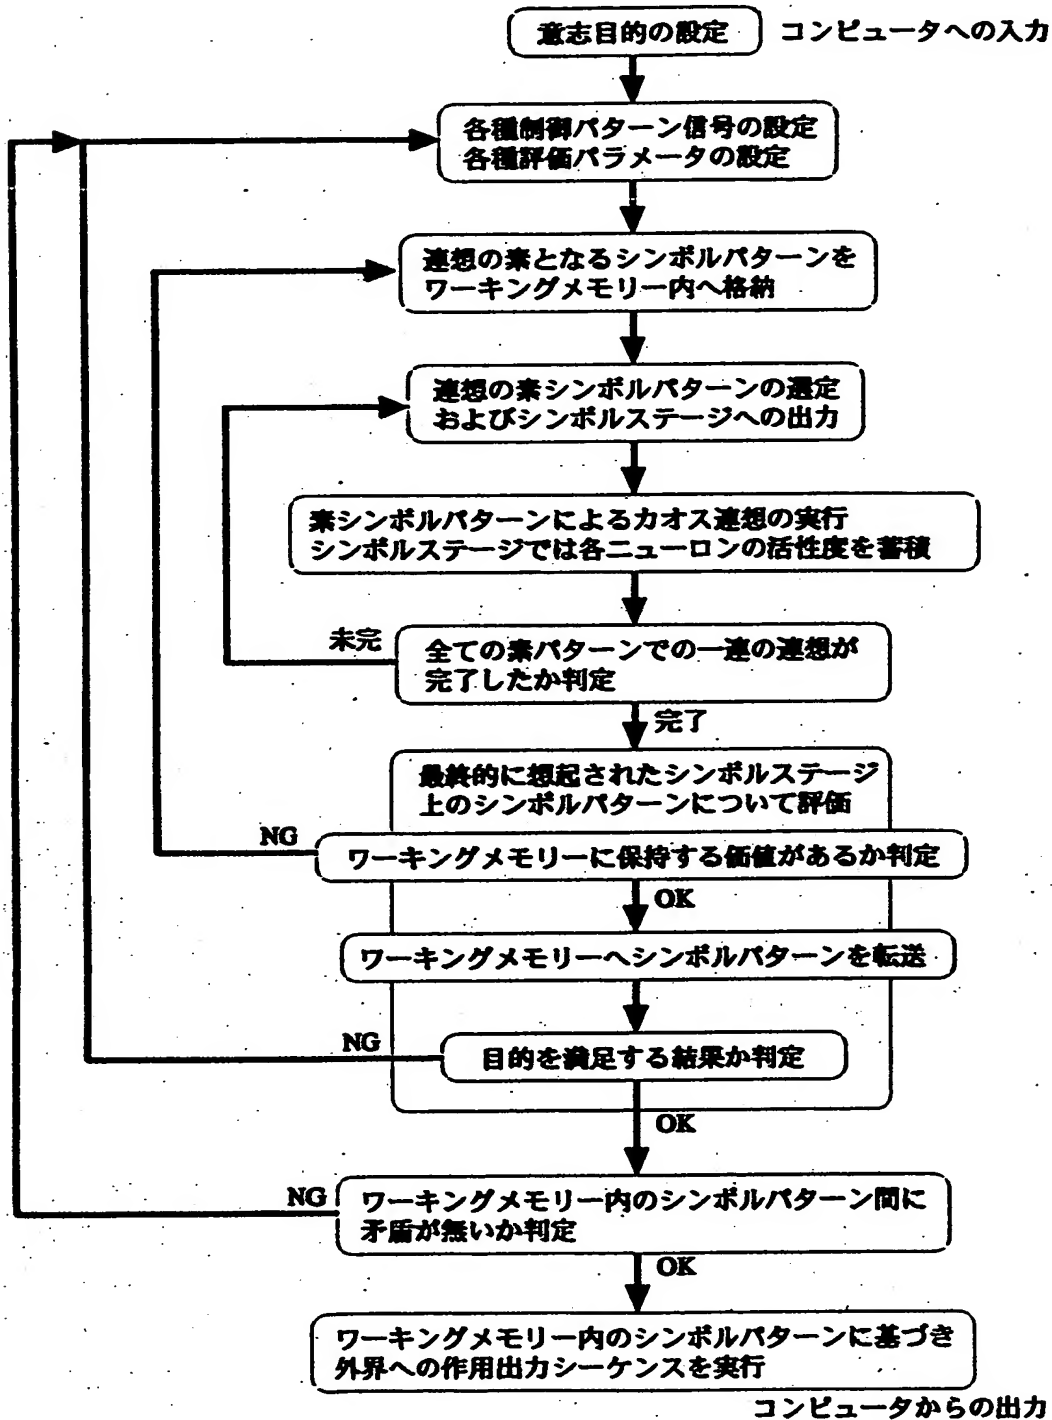 意志目的の設定
コンピュータへの入力
各種制御パターン信号の設定
各種評価パラメータの設定
連想の素となるシンボルパターンを
ワーキングメモリー内へ格納
連想の素シンボルパターンの選定
およびシンボルステージへの出力
素シンボルパターンによるカオス連想の実行
シンボルステージでは各ニューロンの活性度を蓄積
未完
全ての素パターンでの一連の連想が
完了したか判定
完了
最終的に想起されたシンボルステージ
上のシンボルパターンについて評価
NG
ワーキングメモリーに保持する価値があるか判定
OK
ワーキングメモリーへシンボルパターンを転送
NG
目的を満足する結果か判定
OK
NG
ワーキングメモリー内のシンボルパターン間に
矛盾が無いか判定
OK
ワーキングメモリー内のシンボルパターンに基づき
外界への作用出力シーケンスを実行
コンピュータからの出力